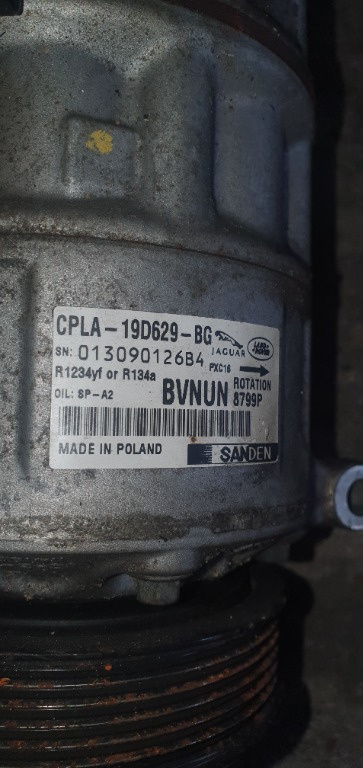 CPLA-19D629-BG
JAGUAR
LAND ROVER
SN: 013090126B4
R1234yf or R134a
PXC16
OIL: SP-A2
BVNUN
ROTATION
8799P
MADE IN POLAND
SANDEN